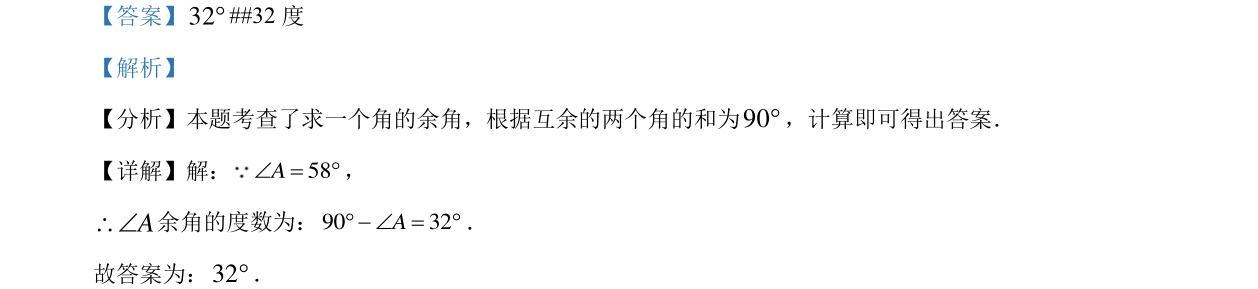 【答案】32°##32 度
【解析】
【分析】本题考查了求一个角的余角，根据互余的两个角的和为90°，计算即可得出答案．
【详解】解：∵∠A=58°，
∴∠A余角的度数为：90°−∠A=32°．
故答案为：32°．